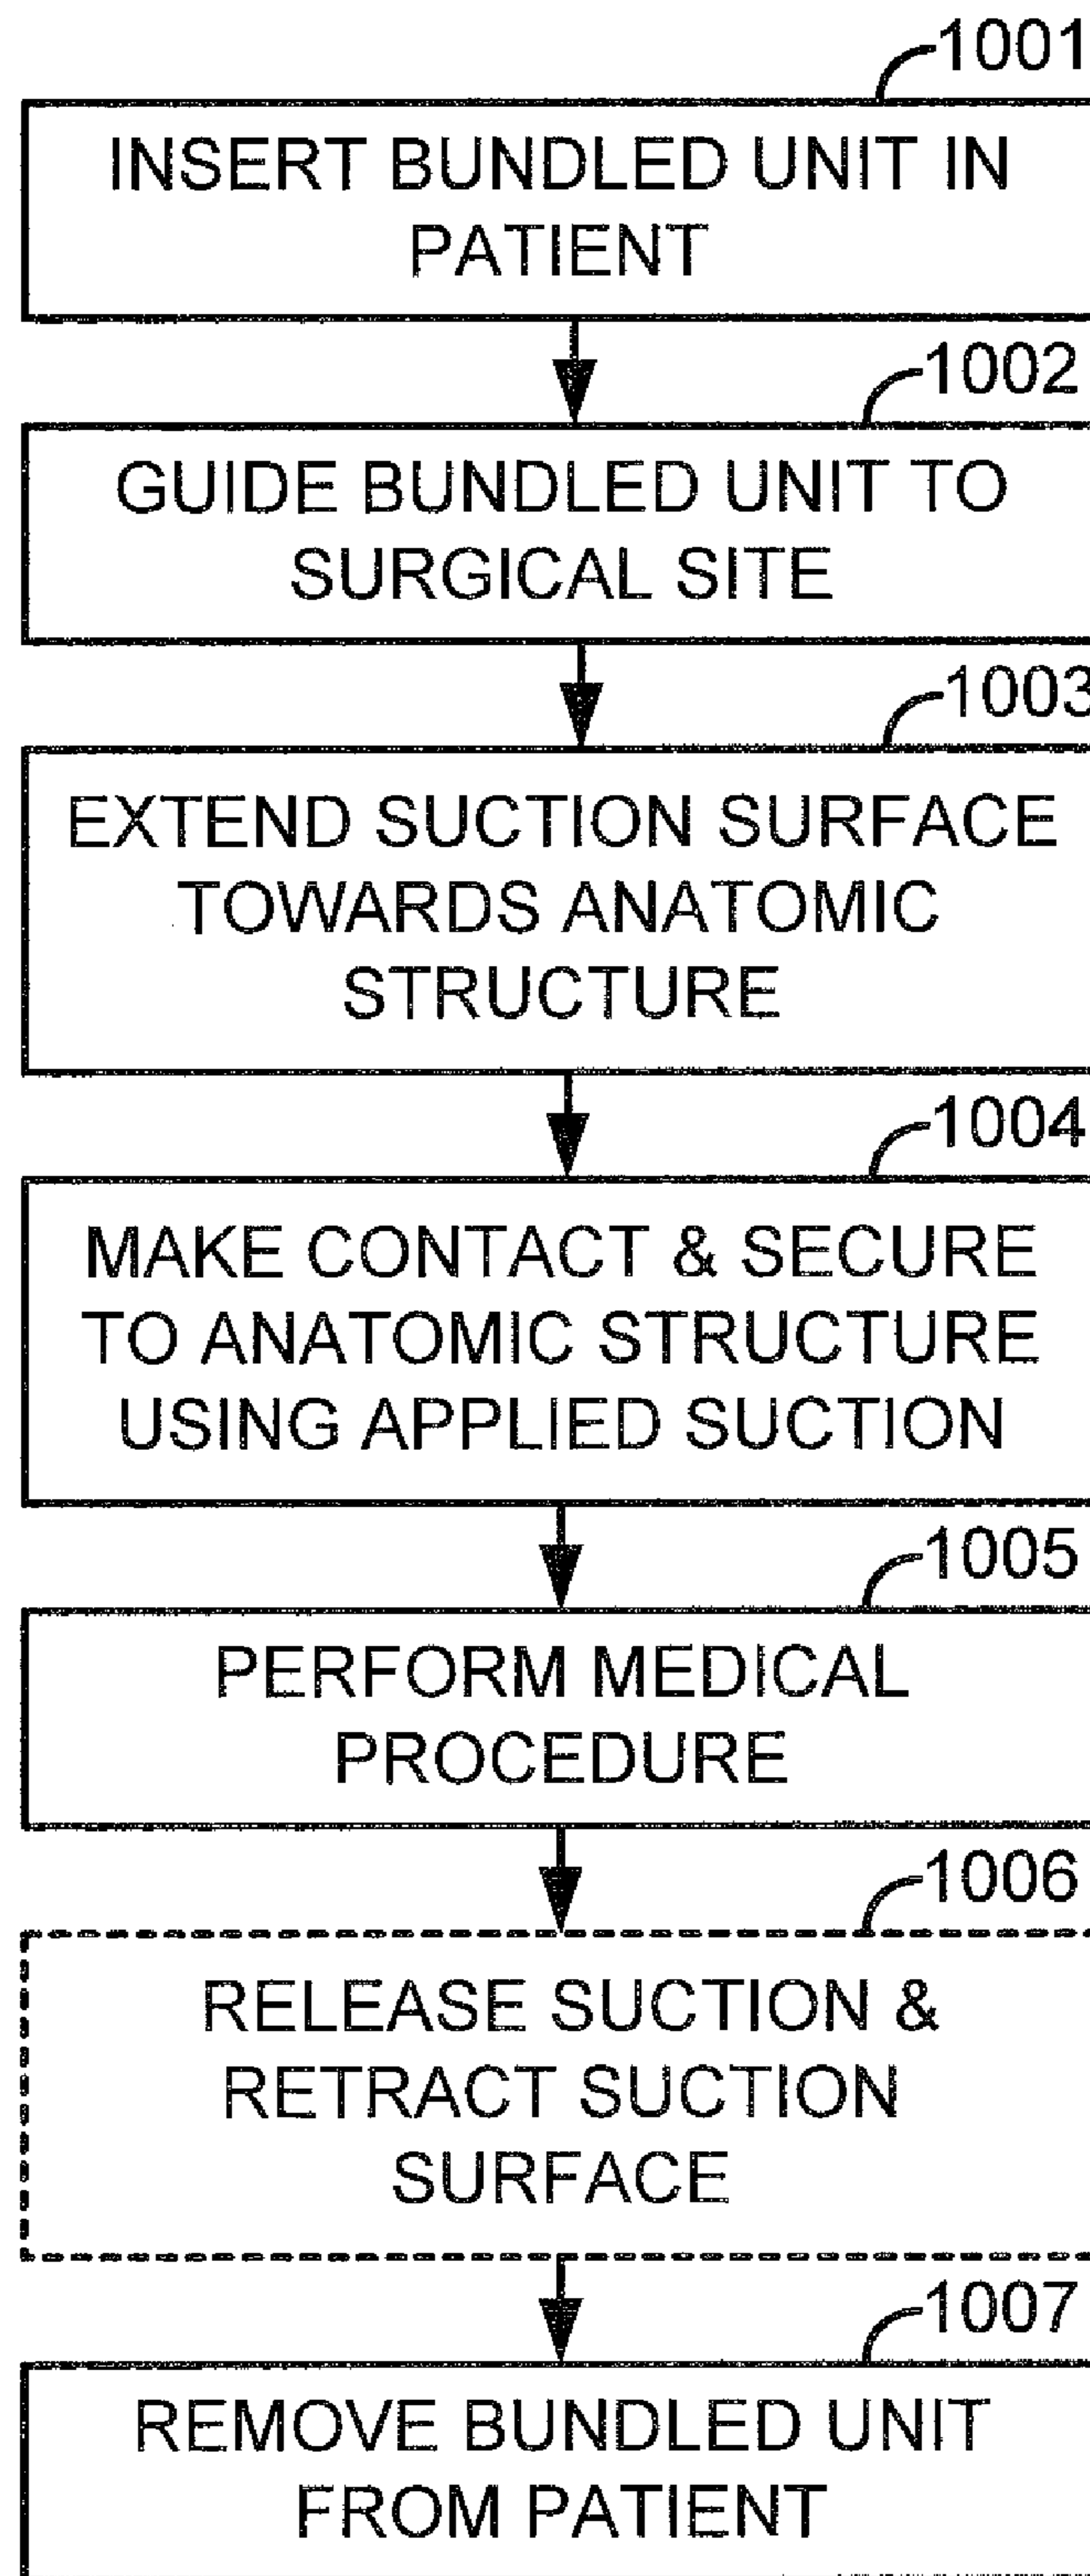 1001
INSERT BUNDLED UNIT IN
PATIENT
1002
GUIDE BUNDLED UNIT TO
SURGICAL SITE
1003
EXTEND SUCTION SURFACE
TOWARDS ANATOMIC
STRUCTURE
1004
MAKE CONTACT & SECURE
TO ANATOMIC STRUCTURE
USING APPLIED SUCTION
1005
PERFORM MEDICAL
PROCEDURE
1006
RELEASE SUCTION &
RETRACT SUCTION
SURFACE
1007
REMOVE BUNDLED UNIT
FROM PATIENT